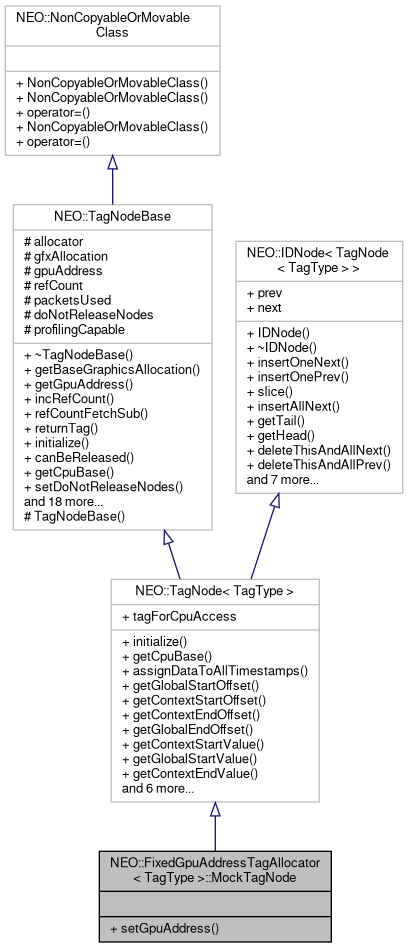 NEO::NonCopyableOrMovable
Class
+ NonCopyableOrMovableClass()
+ NonCopyableOrMovableClass()
+ operator=()
+ NonCopyableOrMovableClass()
+ operator=()
NEO::TagNodeBase
# allocator
# gfxAllocation
# gpuAddress
# refCount
# packetsUsed
# doNotReleaseNodes
# profilingCapable
+ ~TagNodeBase()
+ getBaseGraphicsAllocation()
+ getGpuAddress()
+ incRefCount()
+ refCountFetchSub()
+ returnTag()
+ initialize()
+ canBeReleased()
+ getCpuBase()
+ setDoNotReleaseNodes()
and 18 more...
# TagNodeBase()
NEO::IDNode< TagNode
< TagType > >
+ prev
+ next
+ IDNode()
+ ~IDNode()
+ insertOneNext()
+ insertOnePrev()
+ slice()
+ insertAllNext()
+ getTail()
+ getHead()
+ deleteThisAndAllNext()
+ deleteThisAndAllPrev()
and 7 more...
NEO::TagNode< TagType >
+ tagForCpuAccess
+ initialize()
+ getCpuBase()
+ assignDataToAllTimestamps()
+ getGlobalStartOffset()
+ getContextStartOffset()
+ getContextEndOffset()
+ getGlobalEndOffset()
+ getContextStartValue()
+ getGlobalStartValue()
+ getContextEndValue()
and 6 more...
NEO::FixedGpuAddressTagAllocator
< TagType >::MockTagNode
+ setGpuAddress()